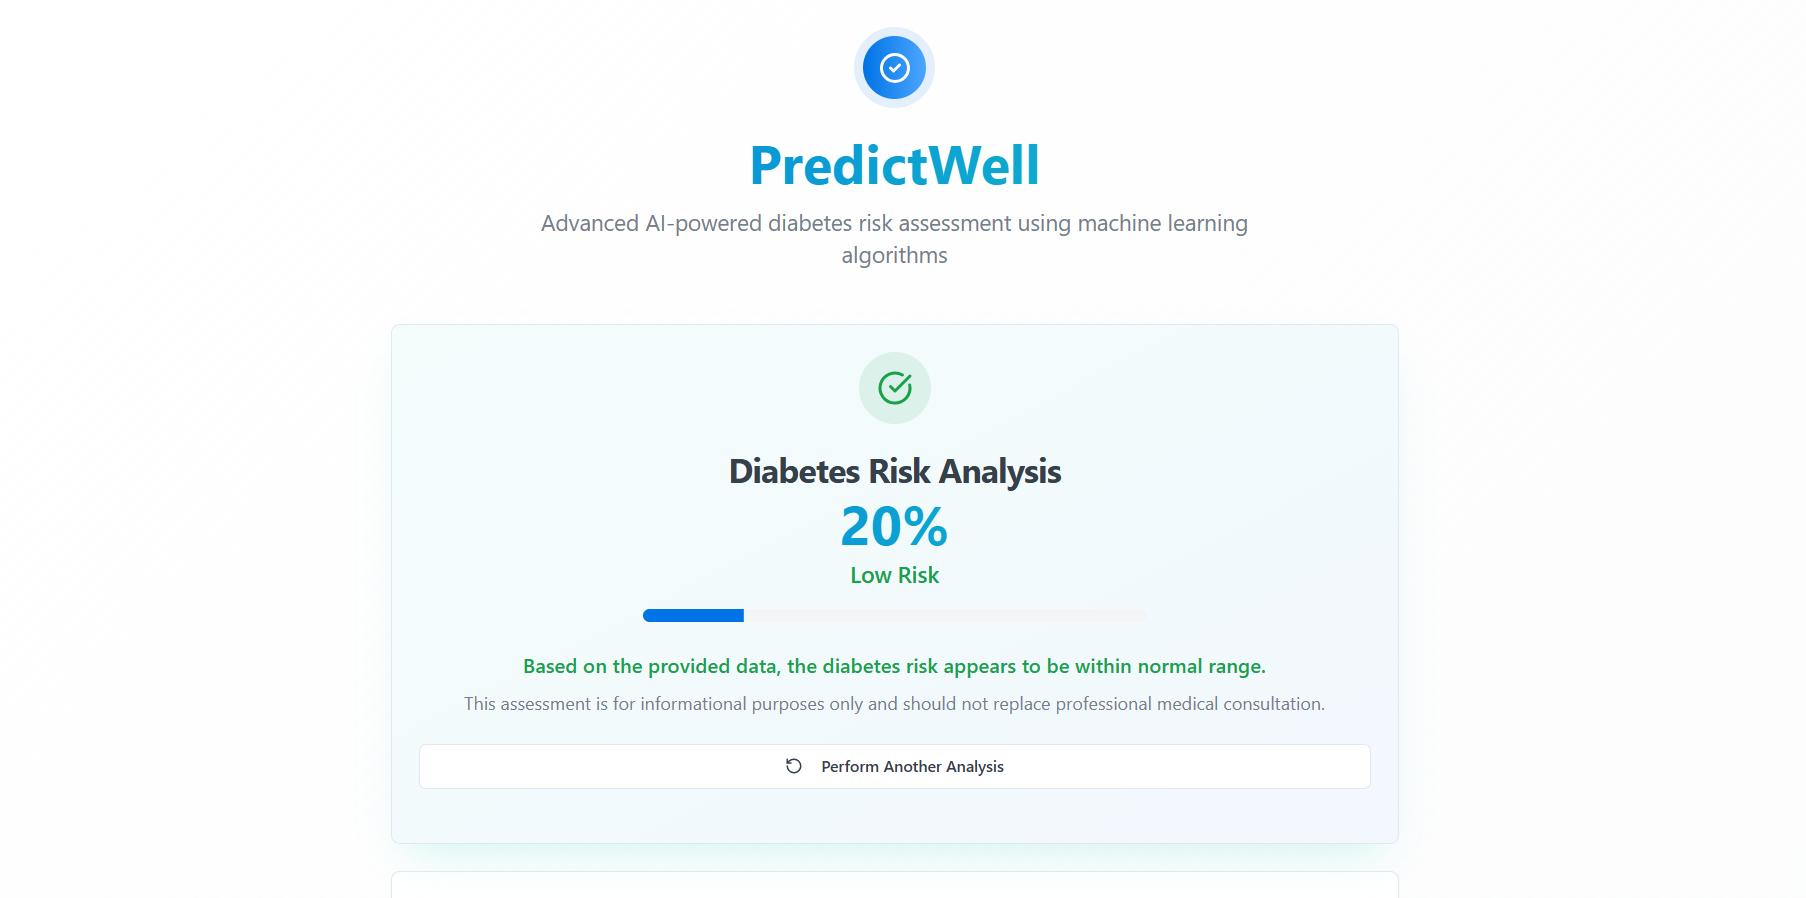 PredictWell
Advanced AI-powered diabetes risk assessment using machine learning
algorithms
Diabetes Risk Analysis
20%
Low Risk
Based on the provided data, the diabetes risk appears to be within normal range.
This assessment is for informational purposes only and should not replace professional medical consultation.
Perform Another Analysis